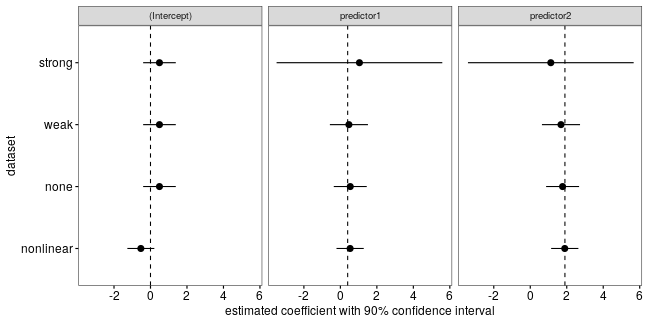 (Intercept) predictor1 predictor2
strong
weak
none
nonlinear
dataset
-2 0 2 4 6 -2 0 2 4 6 -2 0 2 4 6
estimated coefficient with 90% confidence interval